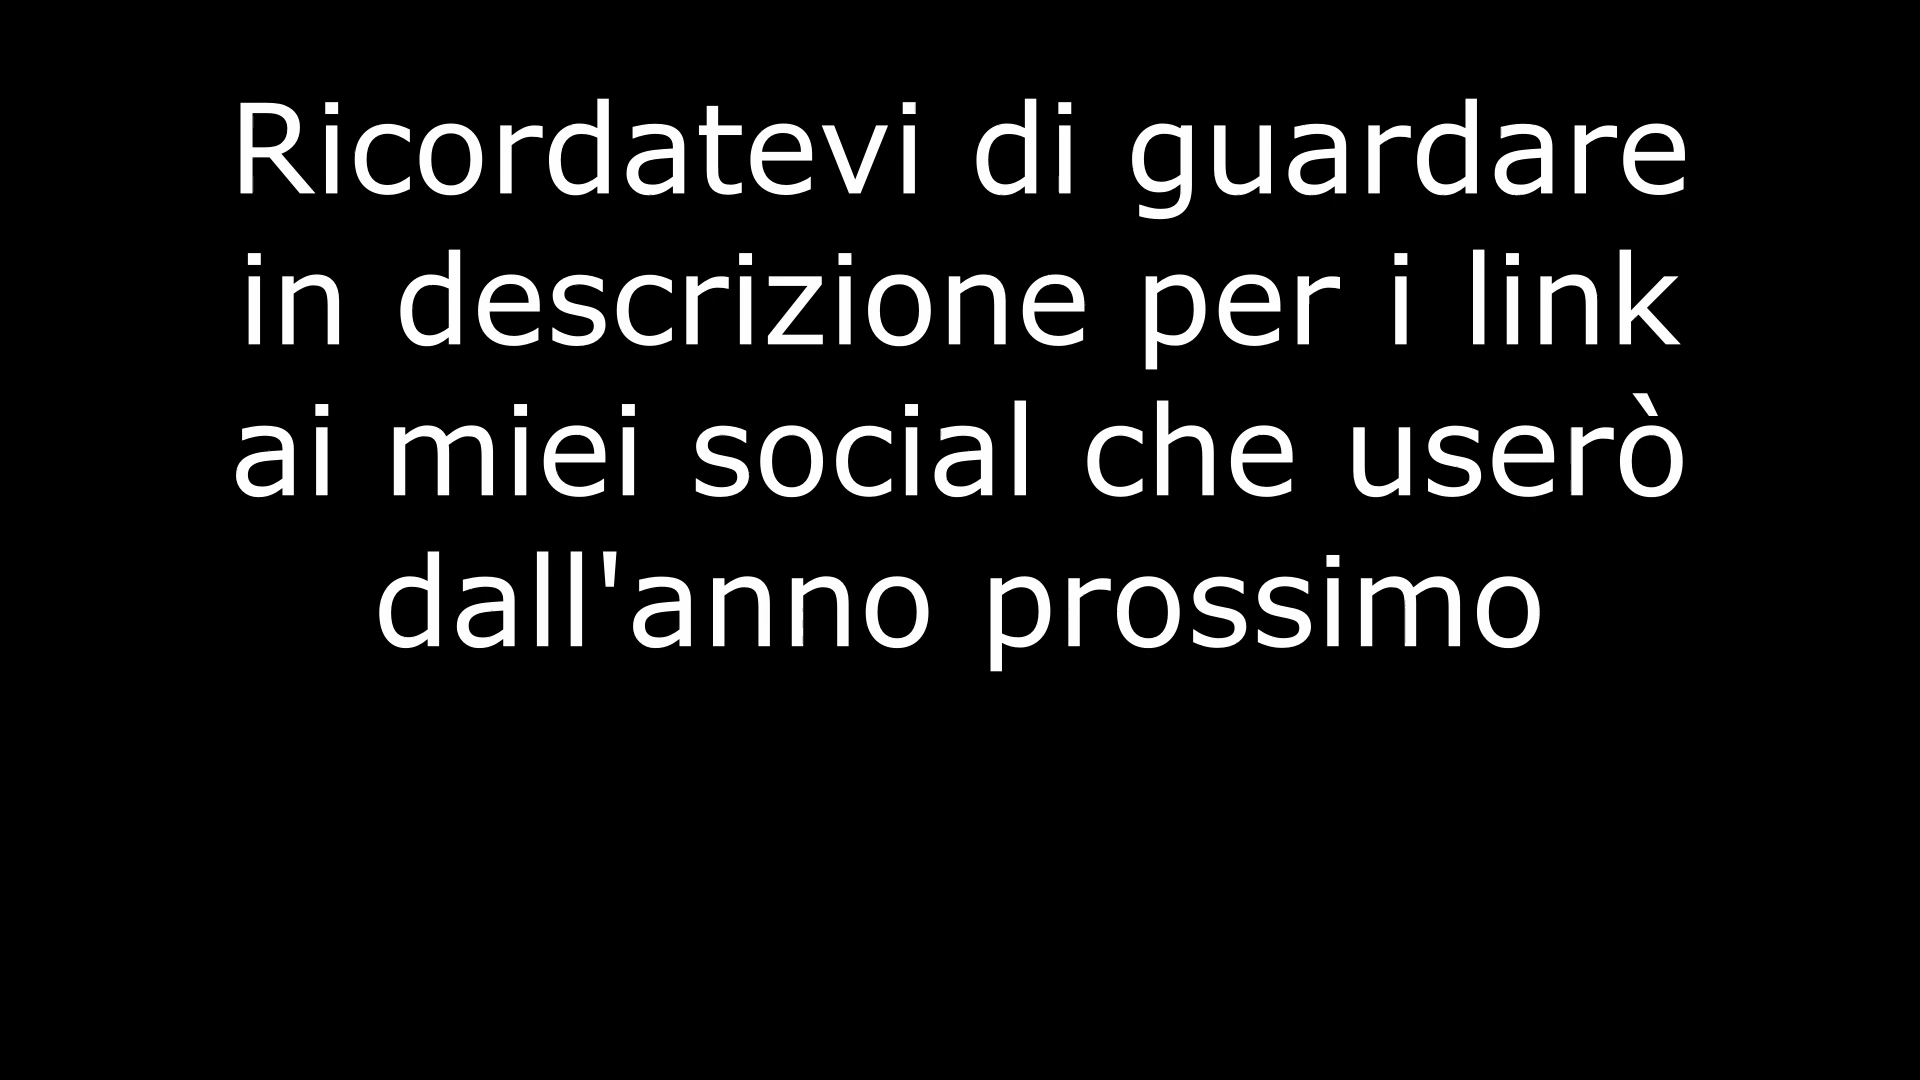 Ricordatevi di guardare
in descrizione per i link
ai miei social che userò
dall'anno prossimo